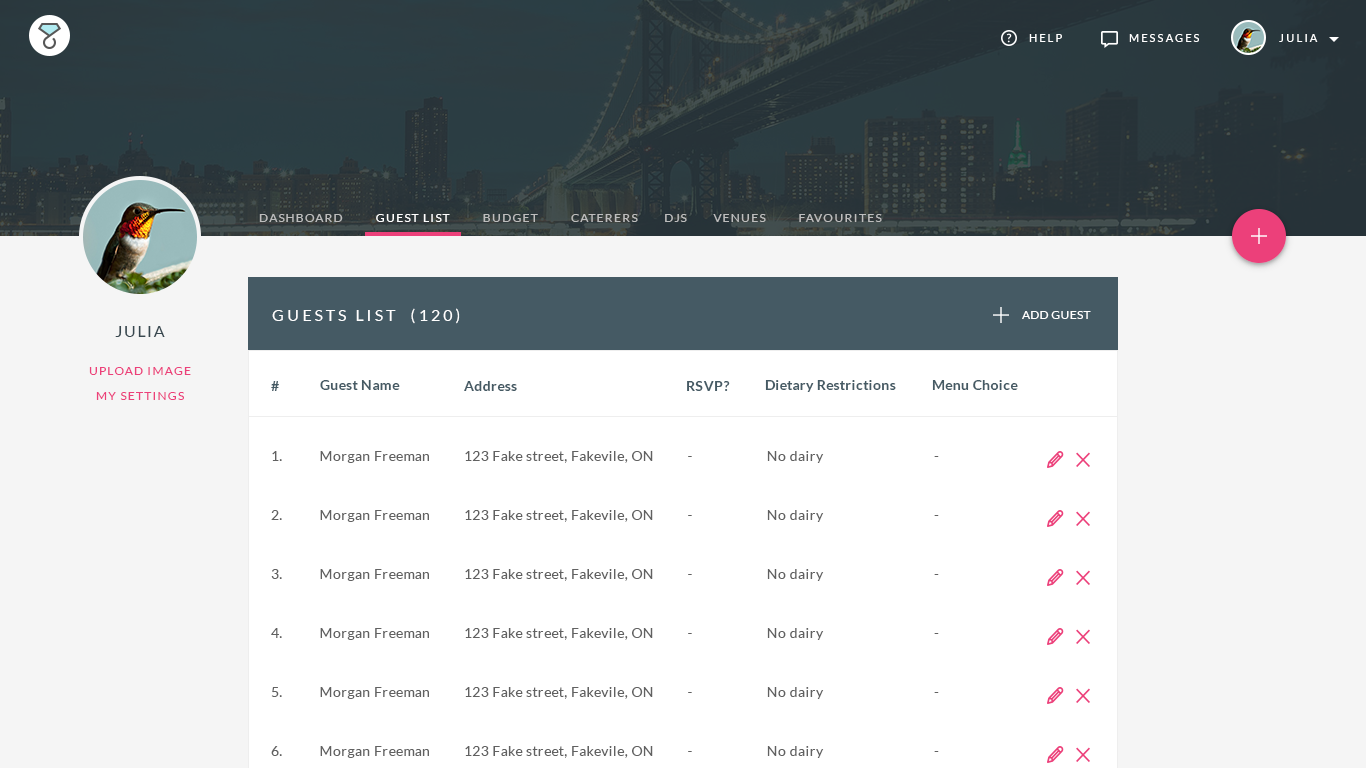 HELP MESSAGES JULIA
DASHBOARD GUEST LIST BUDGET CATERERS DJS VENUES FAVOURITES
JULIA
UPLOAD IMAGE
MY SETTINGS
GUESTS LIST (120) ADD GUEST
# Guest Name Address RSVP? Dietary Restrictions Menu Choice
1. Morgan Freeman 123 Fake street, Fakevile, ON - No dairy -
2. Morgan Freeman 123 Fake street, Fakevile, ON - No dairy -
3. Morgan Freeman 123 Fake street, Fakevile, ON - No dairy -
4. Morgan Freeman 123 Fake street, Fakevile, ON - No dairy -
5. Morgan Freeman 123 Fake street, Fakevile, ON - No dairy -
6. Morgan Freeman 123 Fake street, Fakevile, ON - No dairy -